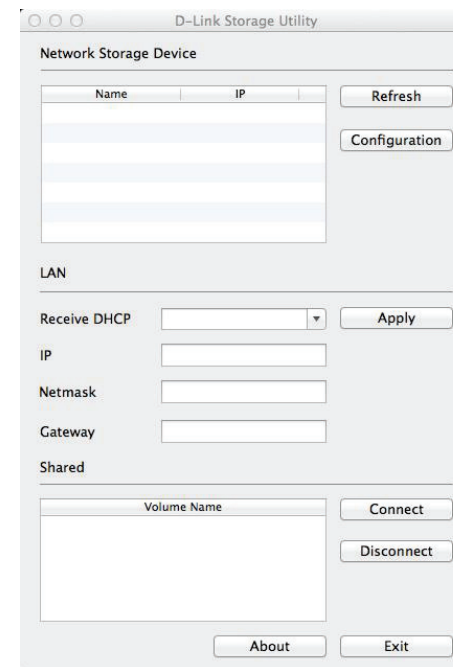 D-Link Storage Utility
Network Storage Device
Name IP
Refresh
Configuration
LAN
Receive DHCP
Apply
IP
Netmask
Gateway
Shared
Volume Name
Connect
Disconnect
About Exit